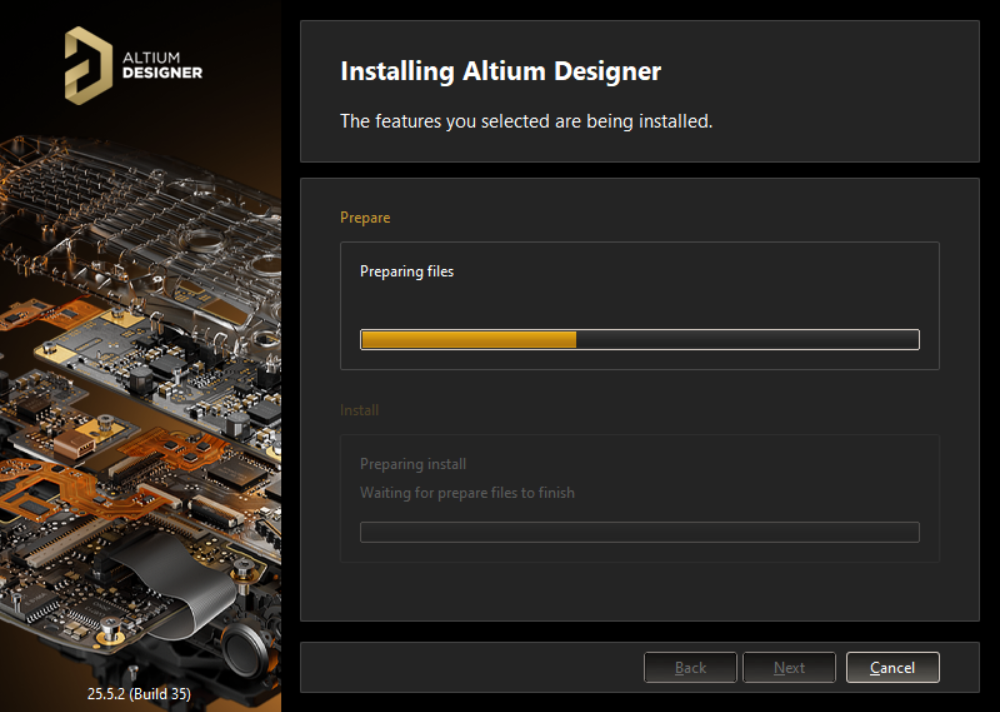 ALTIUM
DESIGNER
25.5.2 (Build 35)
Installing Altium Designer
The features you selected are being installed.
Prepare
Preparing files
Install
Preparing install
Waiting for prepare files to finish
Back
Next
Cancel